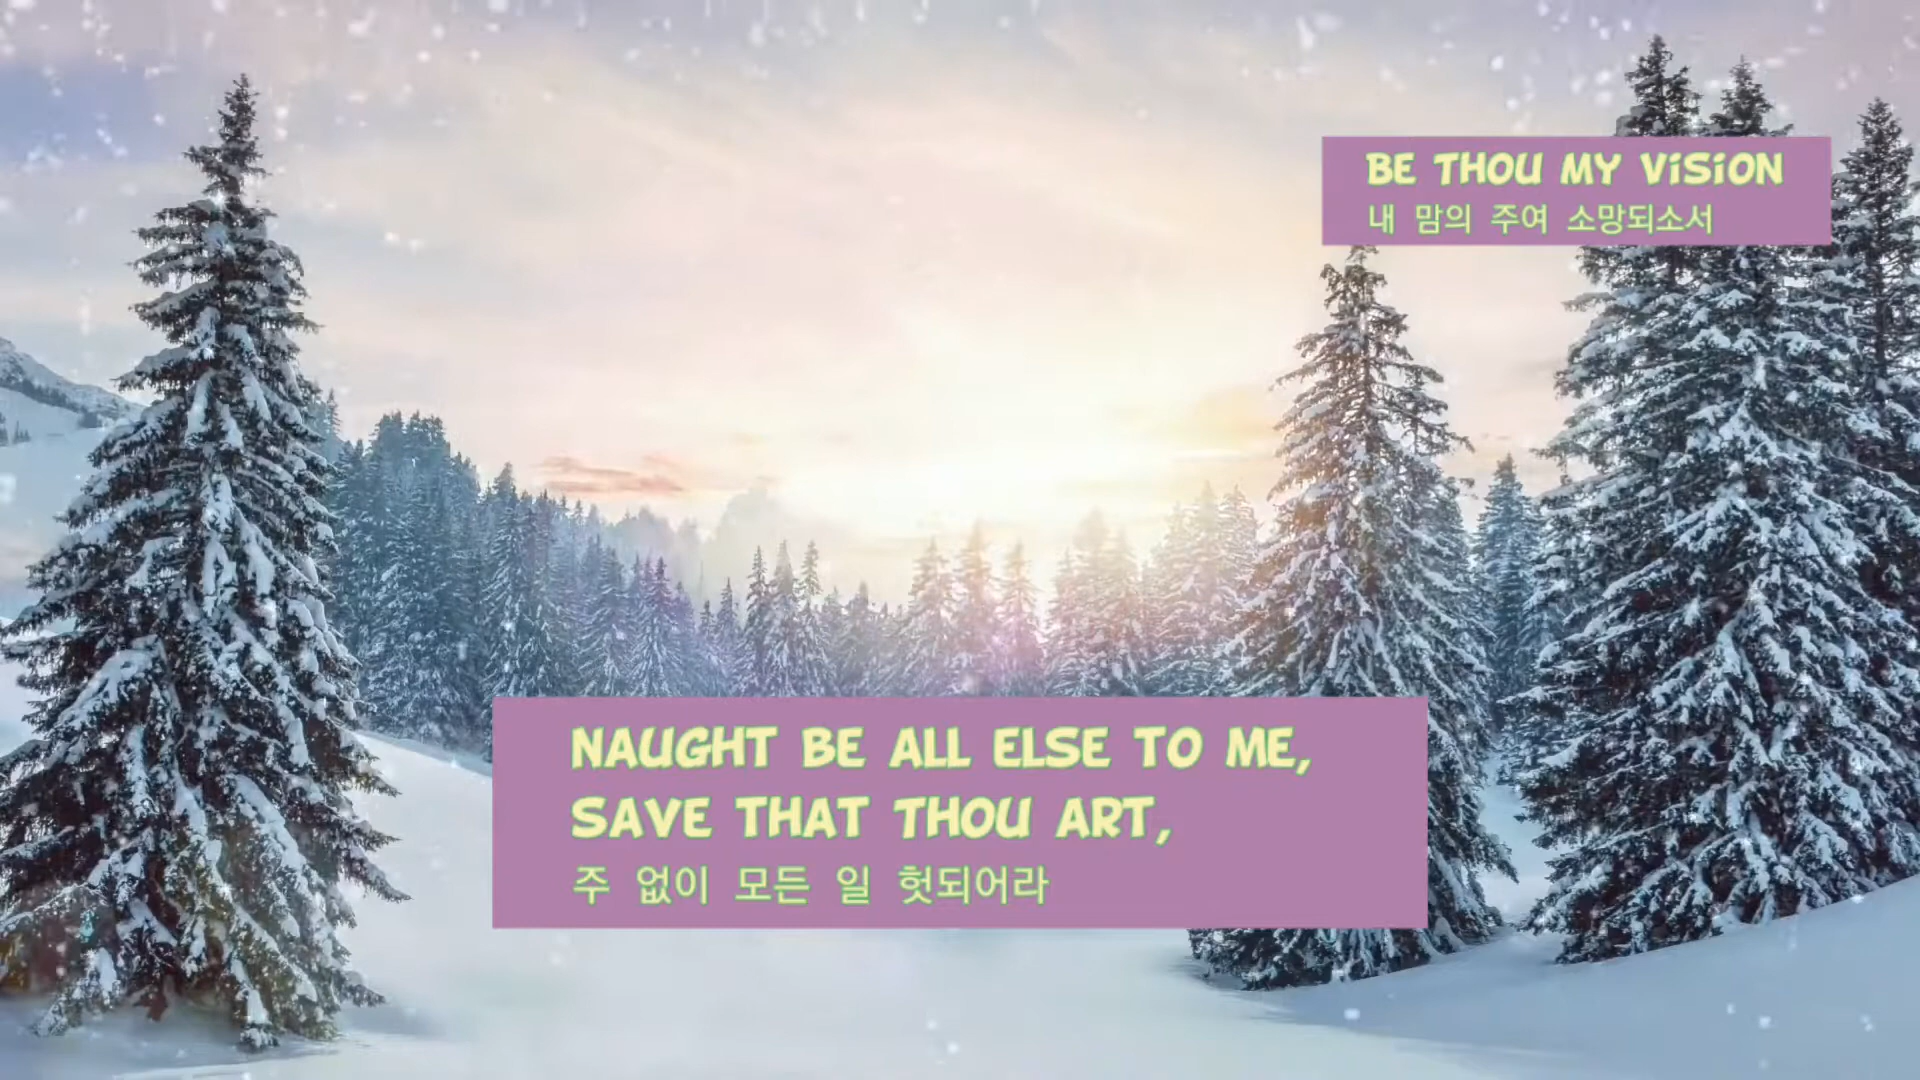 BE THOU MY VISION
내 맘의 주여 소망되소서
NAUGHT BE ALL ELSE TO ME,
SAVE THAT THOU ART,
주 없이 모든 일 헛되어라